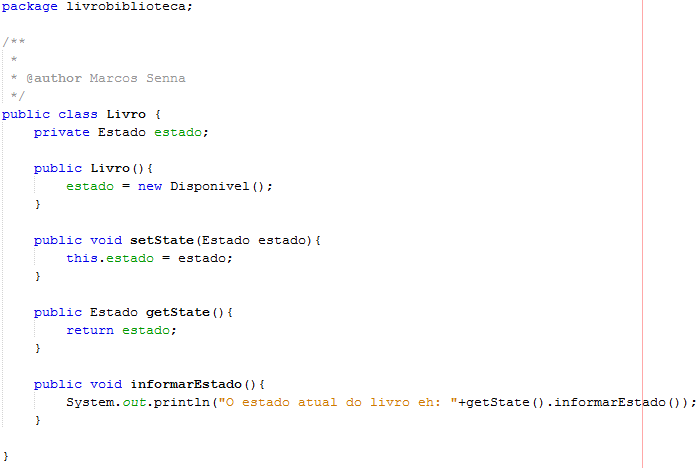 package livrobiblioteca;
/**
 *
 * @author Marcos Senna
 */
public class Livro {
    private Estado estado;
    public Livro(){
        estado = new Disponivel();
    }
    public void setState(Estado estado){
        this.estado = estado;
    }
    public Estado getState(){
        return estado;
    }
    public void informarEstado(){
        System.out.println("O estado atual do livro eh: "+getState().informarEstado());
    }
}